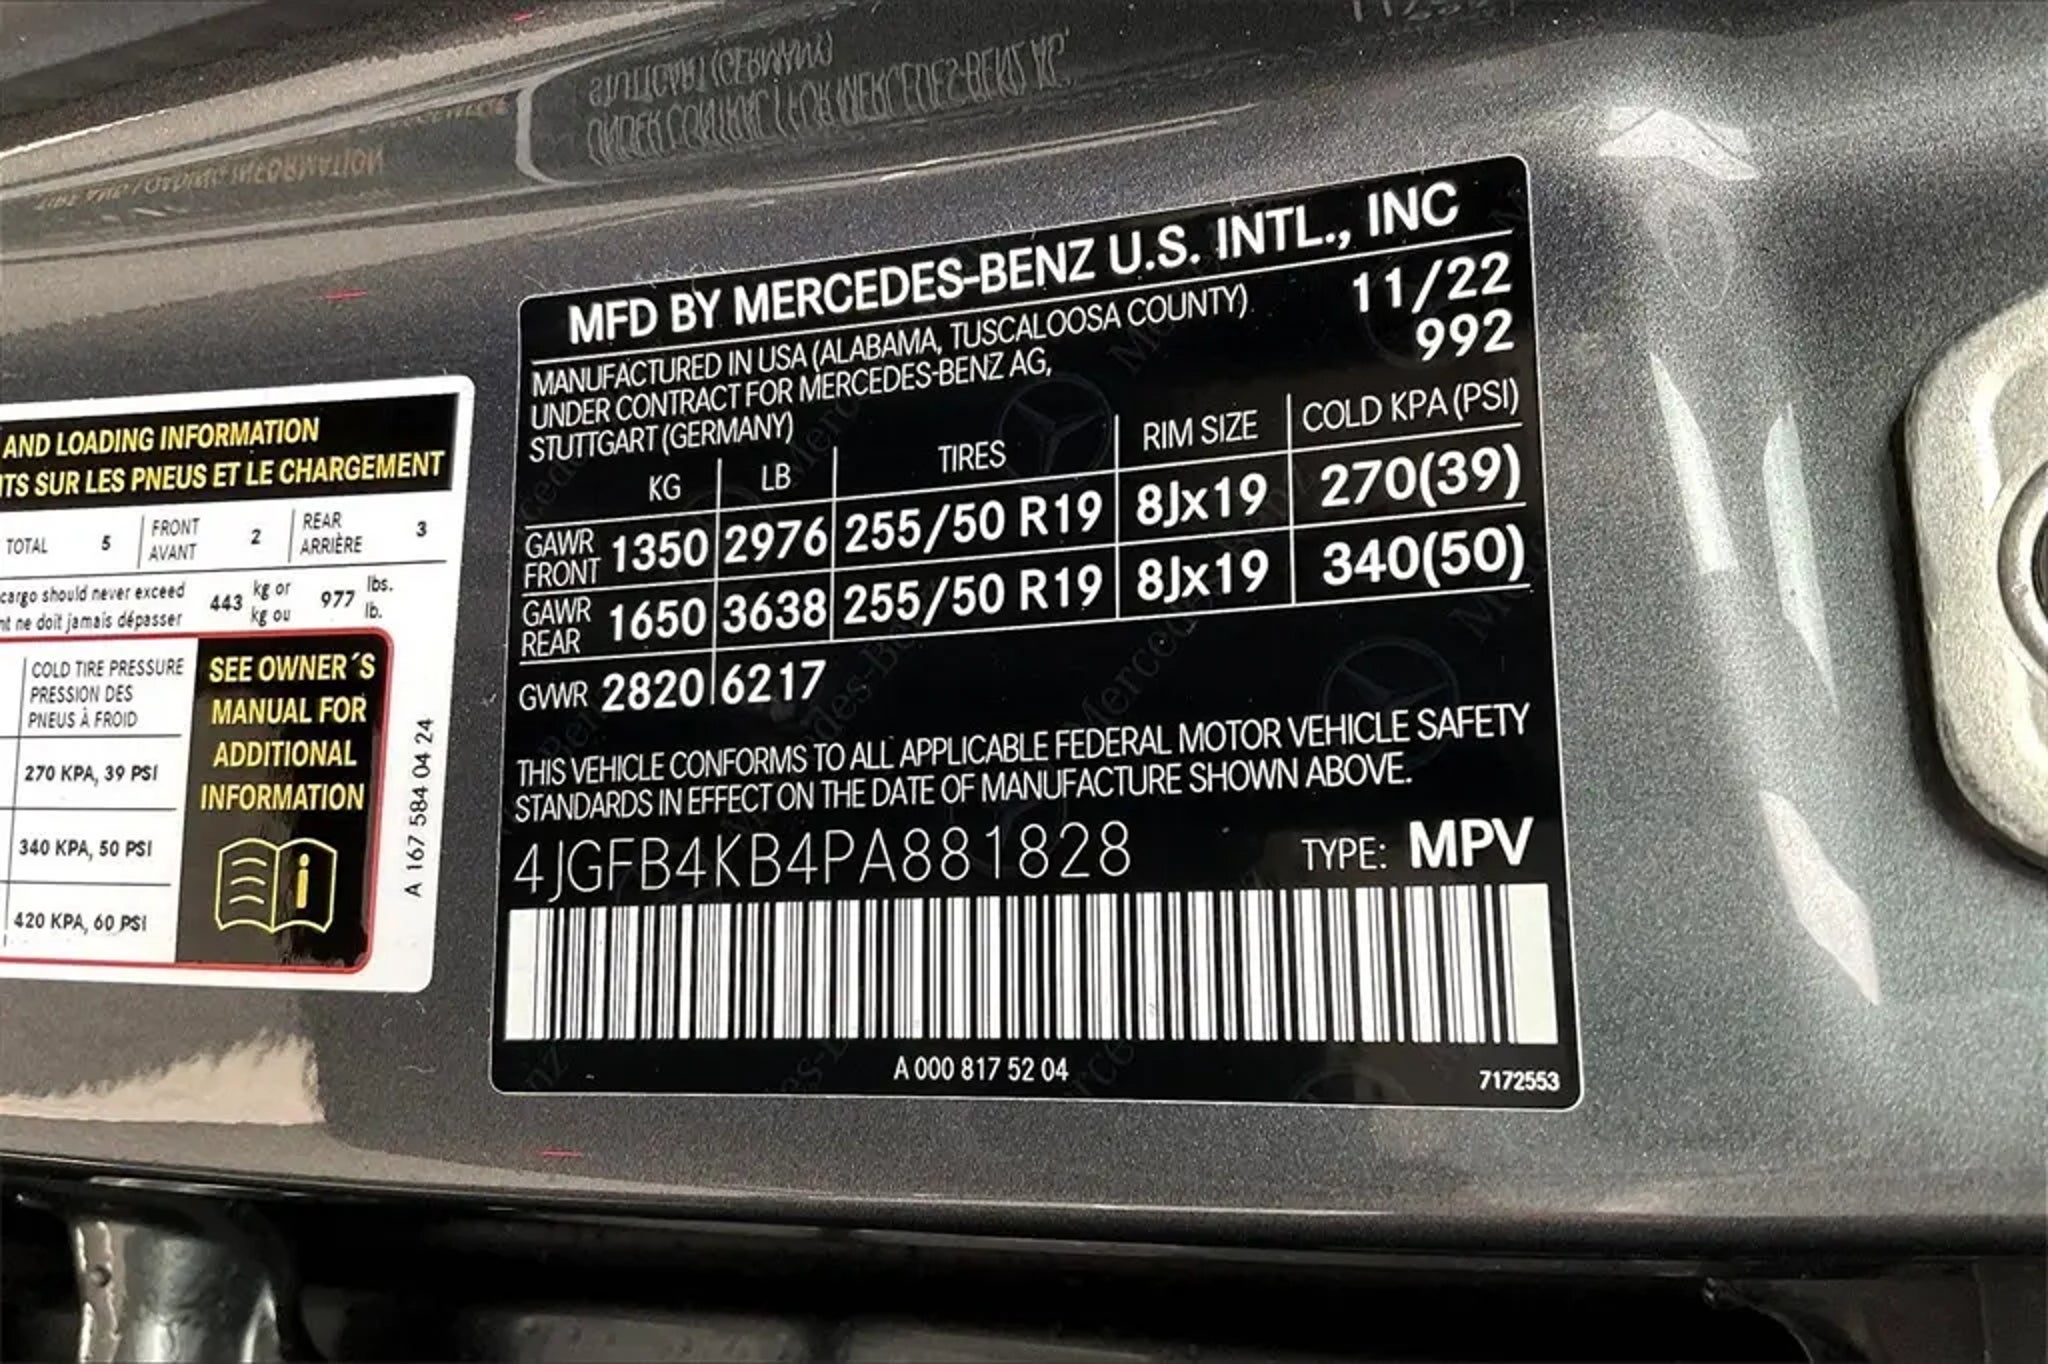 AND LOADING INFORMATION
TS SUR LES PNEUS ET LE CHARGEMENT
TOTAL 5 FRONT AVANT 2 REAR ARRIÈRE 3
cargo should never exceed 443 kg or 977 lbs.
nt ne doit jamais dépasser kg ou lb.
COLD TIRE PRESSURE
PRESSION DES
PNEUS À FROID
270 KPA, 39 PSI
340 KPA, 50 PSI
420 KPA, 60 PSI
SEE OWNER´S
MANUAL FOR
ADDITIONAL
INFORMATION
A 167 584 04 24
MFD BY MERCEDES-BENZ U.S. INTL., INC
MANUFACTURED IN USA (ALABAMA, TUSCALOOSA COUNTY) 11/22
UNDER CONTRACT FOR MERCEDES-BENZ AG, 992
STUTTGART (GERMANY)
KG LB TIRES RIM SIZE COLD KPA (PSI)
GAWR FRONT 1350 2976 255/50 R19 8Jx19 270(39)
GAWR REAR 1650 3638 255/50 R19 8Jx19 340(50)
GVWR 2820 6217
THIS VEHICLE CONFORMS TO ALL APPLICABLE FEDERAL MOTOR VEHICLE SAFETY
STANDARDS IN EFFECT ON THE DATE OF MANUFACTURE SHOWN ABOVE.
4JGFB4KB4PA881828 TYPE: MPV
A 000 817 52 04
7172553